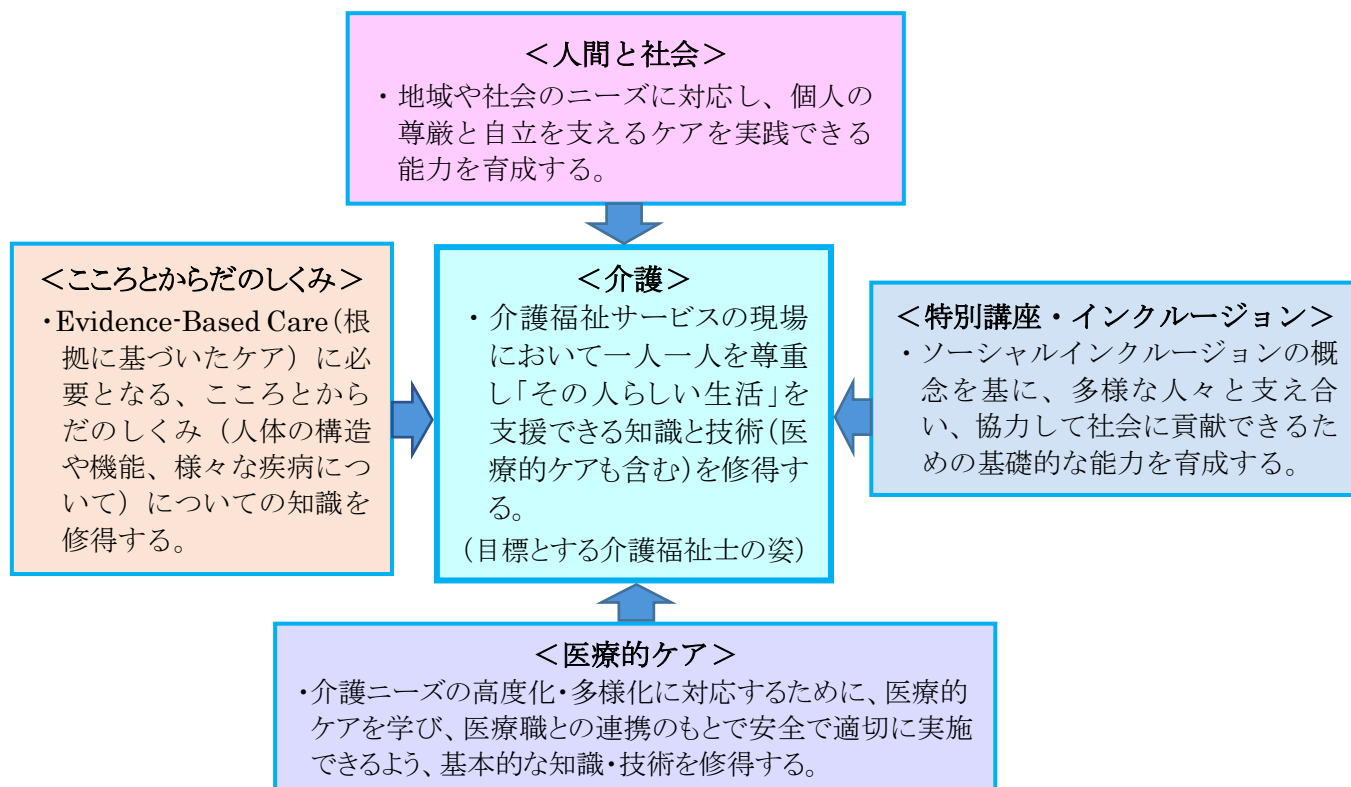 ＜人間と社会＞
・地域や社会のニーズに対応し、個人の
尊厳と自立を支えるケアを実践できる
能力を育成する。
＜こころとからだのしくみ＞
・Evidence-Based Care（根
拠に基づいたケア）に必
要となる、こころとから
だのしくみ（人体の構造
や機能、様々な疾病につ
いて）についての知識を
修得する。
＜介護＞
・介護福祉サービスの現場
において一人一人を尊重
し「その人らしい生活」を
支援できる知識と技術（医
療的ケアも含む）を修得す
る。
（目標とする介護福祉士の姿）
＜特別講座・インクルージョン＞
・ソーシャルインクルージョンの概
念を基に、多様な人々と支え合
い、協力して社会に貢献できるた
めの基礎的な能力を育成する。
＜医療的ケア＞
・介護ニーズの高度化・多様化に対応するために、医療的
ケアを学び、医療職との連携のもとで安全で適切に実施
できるよう、基本的な知識・技術を修得する。